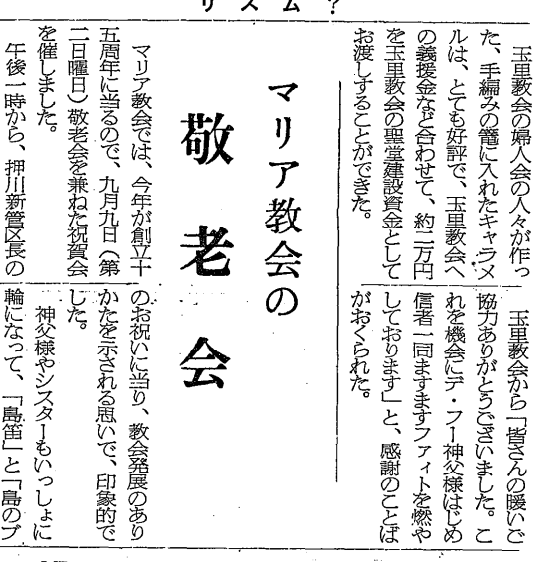 玉里教会の婦人会の人々が作っ
た、手編みの籠に入れたキャラメ
ルは、とても好評で、玉里教会へ
の義援金など合わせて、約二万円
を玉里教会の聖堂建設資金として
お渡しすることができた。
玉里教会から「皆さんの暖いご
協力ありがとうございました。こ
れを機会にデ・フー神父様はじめ
信者一同ますますファイトを燃や
しております」と、感謝のことば
がおくられた。
マリア教会の
敬老会
マリア教会では、今年が創立十
五周年に当るので、九月九日（第
二日曜日）敬老会を兼ねた祝賀会
を催しました。
午後一時から、押川新管区長の
のお祝いに当り、教会発展のあり
かたを示される思いで、印象的で
した。
神父様やシスターもいっしょに
輪になって、「島笛」と「島のブ